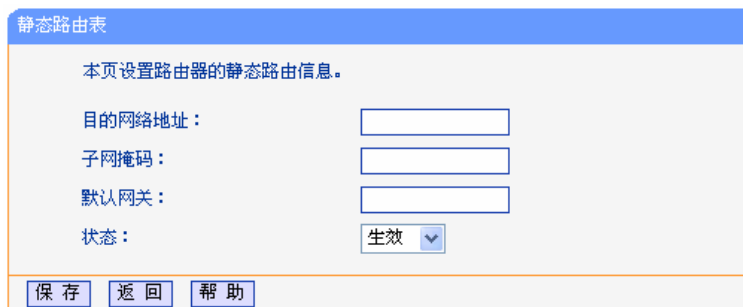 静态路由表
本页设置路由器的静态路由信息。
目的网络地址：
子网掩码：
默认网关：
状态： 生效
保 存 返 回 帮 助